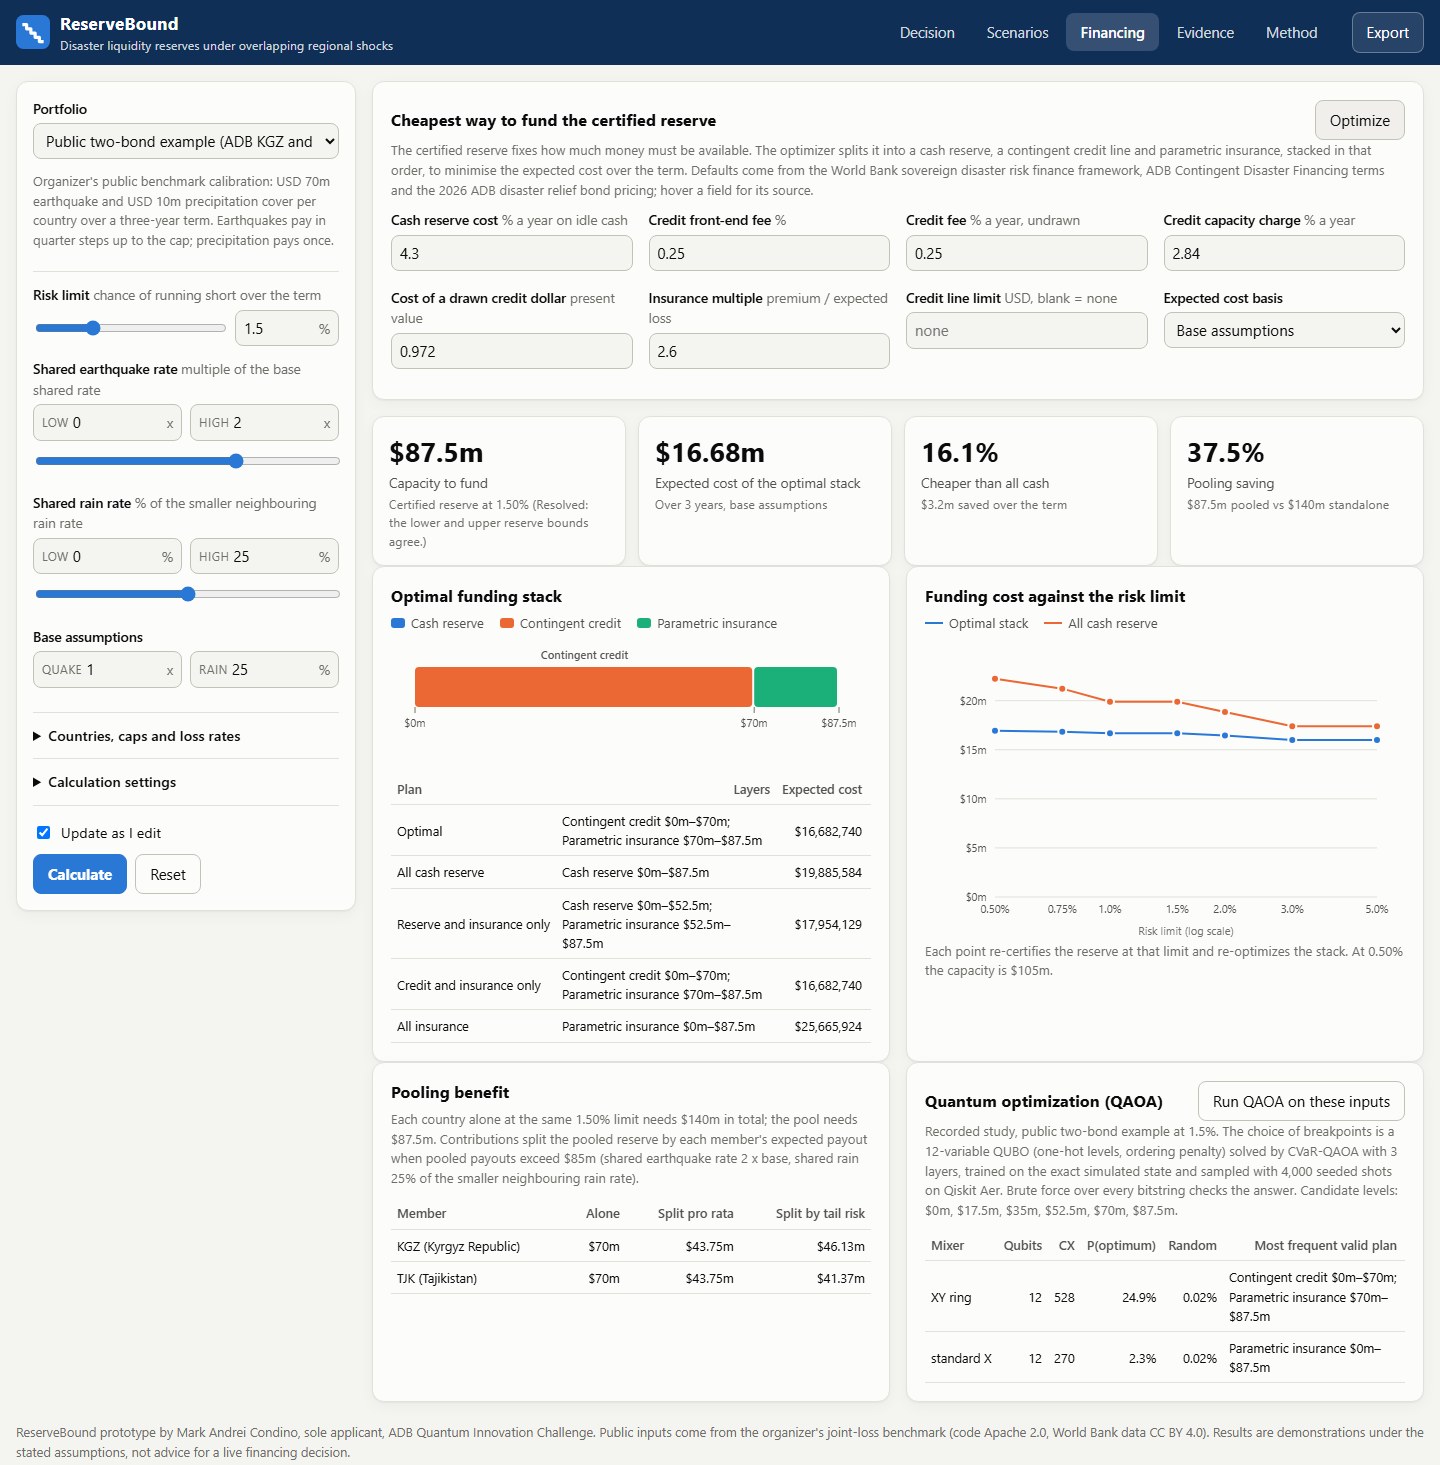 ReserveBound
Disaster liquidity reserves under overlapping regional shocks
Decision
Scenarios
Financing
Evidence
Method
Export
Portfolio
Public two-bond example (ADB KGZ and
Organizer's public benchmark calibration: USD 70m
earthquake and USD 10m precipitation cover per
country over a three-year term. Earthquakes pay in
quarter steps up to the cap; precipitation pays once.
Risk limit chance of running short over the term
1.5 %
Shared earthquake rate multiple of the base
shared rate
LOW 0 x
HIGH 2 x
Shared rain rate % of the smaller neighbouring
rain rate
LOW 0 %
HIGH 25 %
Base assumptions
QUAKE 1 x
RAIN 25 %
Countries, caps and loss rates
Calculation settings
Update as I edit
Calculate
Reset
Cheapest way to fund the certified reserve
Optimize
The certified reserve fixes how much money must be available. The optimizer splits it into a cash reserve, a contingent credit line and parametric insurance, stacked in that
order, to minimise the expected cost over the term. Defaults come from the World Bank sovereign disaster risk finance framework, ADB Contingent Disaster Financing terms
and the 2026 ADB disaster relief bond pricing; hover a field for its source.
Cash reserve cost % a year on idle cash
4.3
Credit front-end fee %
0.25
Credit fee % a year, undrawn
0.25
Credit capacity charge % a year
2.84
Cost of a drawn credit dollar present
value
0.972
Insurance multiple premium / expected
loss
2.6
Credit line limit USD, blank = none
none
Expected cost basis
Base assumptions
$87.5m
Capacity to fund
Certified reserve at 1.50% (Resolved:
the lower and upper reserve bounds
agree.)
$16.68m
Expected cost of the optimal stack
Over 3 years, base assumptions
16.1%
Cheaper than all cash
$3.2m saved over the term
37.5%
Pooling saving
$87.5m pooled vs $140m standalone
Optimal funding stack
Cash reserve
Contingent credit
Parametric insurance
Contingent credit
$0m
$70m
$87.5m
Plan Layers Expected cost
Optimal Contingent credit $0m–$70m; $16,682,740
Parametric insurance $70m–$87.5m
All cash reserve Cash reserve $0m–$87.5m $19,885,584
Reserve and insurance only Cash reserve $0m–$52.5m; $17,954,129
Parametric insurance $52.5m–
$87.5m
Credit and insurance only Contingent credit $0m–$70m; $16,682,740
Parametric insurance $70m–$87.5m
All insurance Parametric insurance $0m–$87.5m $25,665,924
Funding cost against the risk limit
Optimal stack
All cash reserve
$20m
$15m
$10m
$5m
$0m
0.50% 0.75% 1.0% 1.5% 2.0% 3.0% 5.0%
Risk limit (log scale)
Each point re-certifies the reserve at that limit and re-optimizes the stack. At 0.50%
the capacity is $105m.
Pooling benefit
Each country alone at the same 1.50% limit needs $140m in total; the pool needs
$87.5m. Contributions split the pooled reserve by each member's expected payout
when pooled payouts exceed $85m (shared earthquake rate 2 x base, shared rain
25% of the smaller neighbouring rain rate).
Member Alone Split pro rata Split by tail risk
KGZ (Kyrgyz Republic) $70m $43.75m $46.13m
TJK (Tajikistan) $70m $43.75m $41.37m
Quantum optimization (QAOA)
Run QAOA on these inputs
Recorded study, public two-bond example at 1.5%. The choice of breakpoints is a
12-variable QUBO (one-hot levels, ordering penalty) solved by CVaR-QAOA with 3
layers, trained on the exact simulated state and sampled with 4,000 seeded shots
on Qiskit Aer. Brute force over every bitstring checks the answer. Candidate levels:
$0m, $17.5m, $35m, $52.5m, $70m, $87.5m.
Mixer Qubits CX P(optimum) Random Most frequent valid plan
XY ring 12 528 24.9% 0.02% Contingent credit $0m–$70m;
Parametric insurance $70m–
$87.5m
standard X 12 270 2.3% 0.02% Parametric insurance $0m–
$87.5m
ReserveBound prototype by Mark Andrei Condino, sole applicant, ADB Quantum Innovation Challenge. Public inputs come from the organizer's joint-loss benchmark (code Apache 2.0, World Bank data CC BY 4.0). Results are demonstrations under the
stated assumptions, not advice for a live financing decision.